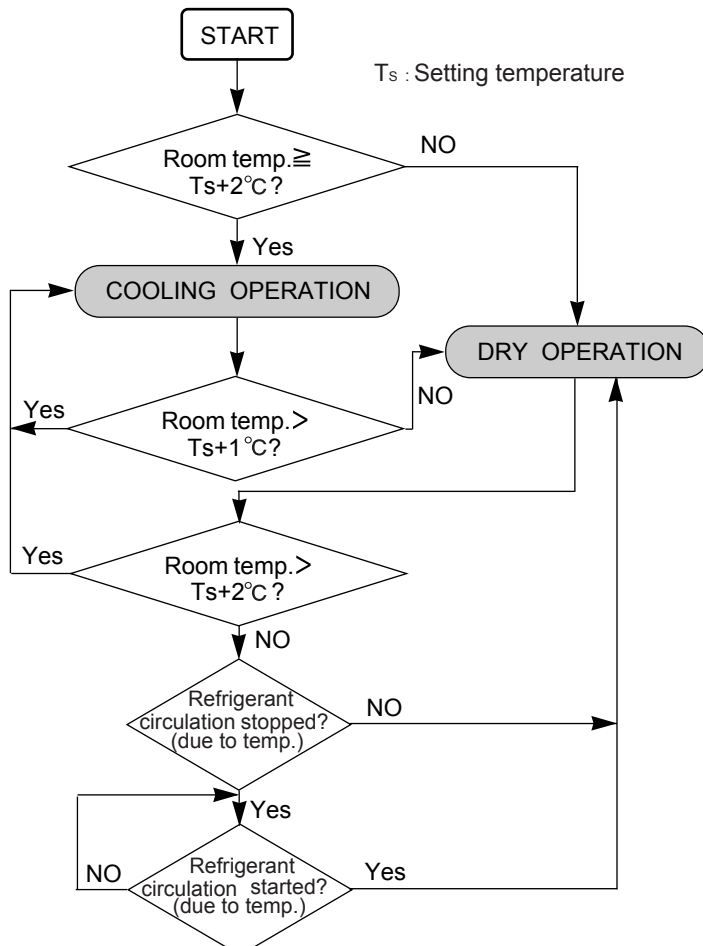 START
Ts : Setting temperature
Room temp.≧
Ts+2°C?
NO
Yes
COOLING OPERATION
DRY OPERATION
NO
Yes
Room temp.>
Ts+1°C?
Yes
Room temp.>
Ts+2°C?
NO
Refrigerant
circulation stopped?
(due to temp.)
NO
Yes
NO
Refrigerant
circulation started?
(due to temp.)
Yes